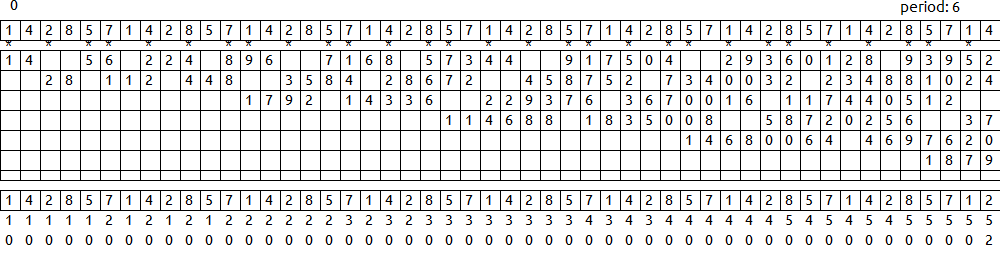 0 period: 6
1 4 2 8 5 7 1 4 2 8 5 7 1 4 2 8 5 7 1 4 2 8 5 7 1 4 2 8 5 7 1 4 2 8 5 7 1 4 2 8 5 7 1 4 2 8 5 7 1 4
* * * * * * * * * * * * * * * * * * * * * * * * * * * * *
1 4 5 6 2 2 4 8 9 6 7 1 6 8 5 7 3 4 4 9 1 7 5 0 4 2 9 3 6 0 1 2 8 9 3 9 5 2
2 8 1 1 2 4 4 8 3 5 8 4 2 8 6 7 2 4 5 8 7 5 2 7 3 4 0 0 3 2 2 3 4 8 8 1 0 2 4
1 7 9 2 1 4 3 3 6 2 2 9 3 7 6 3 6 7 0 0 1 6 1 1 7 4 4 0 5 1 2
1 1 4 6 8 8 1 8 3 5 0 0 8 5 8 7 2 0 2 5 6 3 7
1 4 6 8 0 0 6 4 4 6 9 7 6 2 0
1 8 7 9
1 4 2 8 5 7 1 4 2 8 5 7 1 4 2 8 5 7 1 4 2 8 5 7 1 4 2 8 5 7 1 4 2 8 5 7 1 4 2 8 5 7 1 4 2 8 5 7 1 2
1 1 1 1 1 2 1 2 1 2 1 2 2 2 2 2 2 3 2 3 2 3 3 3 3 3 3 3 3 4 3 4 3 4 4 4 4 4 4 5 4 5 4 5 4 5 5 5 5 5
0 0 0 0 0 0 0 0 0 0 0 0 0 0 0 0 0 0 0 0 0 0 0 0 0 0 0 0 0 0 0 0 0 0 0 0 0 0 0 0 0 0 0 0 0 0 0 0 0 2